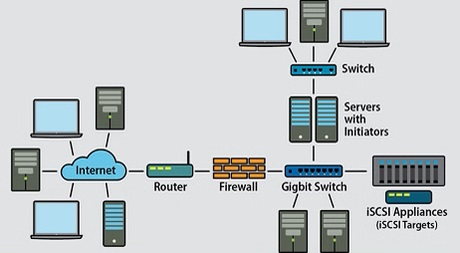 Switch
Servers
with
Initiators
Internet
Router
Firewall
Gigbit Switch
iSCSI Appliances
(iSCSI Targets)